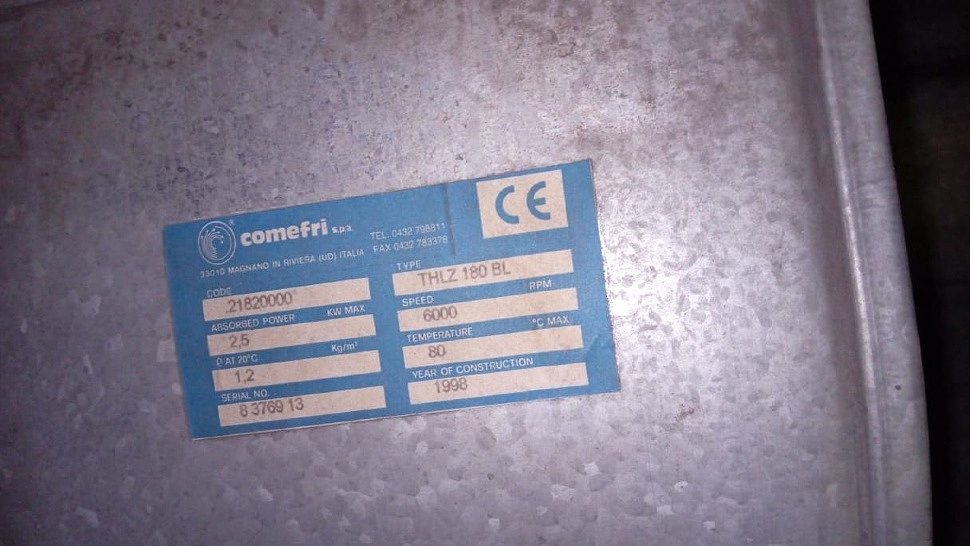 comefri s.p.a.
TEL. 0432 798811
33010 MAGNANO IN RIVIERA (UD) ITALIA FAX 0432 783378
CE
CODE
.21820000
ABSORBED POWER KW MAX
2,5
ρ AT 20°C Kg/m³
1,2
SERIAL NO.
8 3769 13
TYPE
THLZ 180 BL
SPEED RPM
6000
TEMPERATURE °C MAX
80
YEAR OF CONSTRUCTION
1998